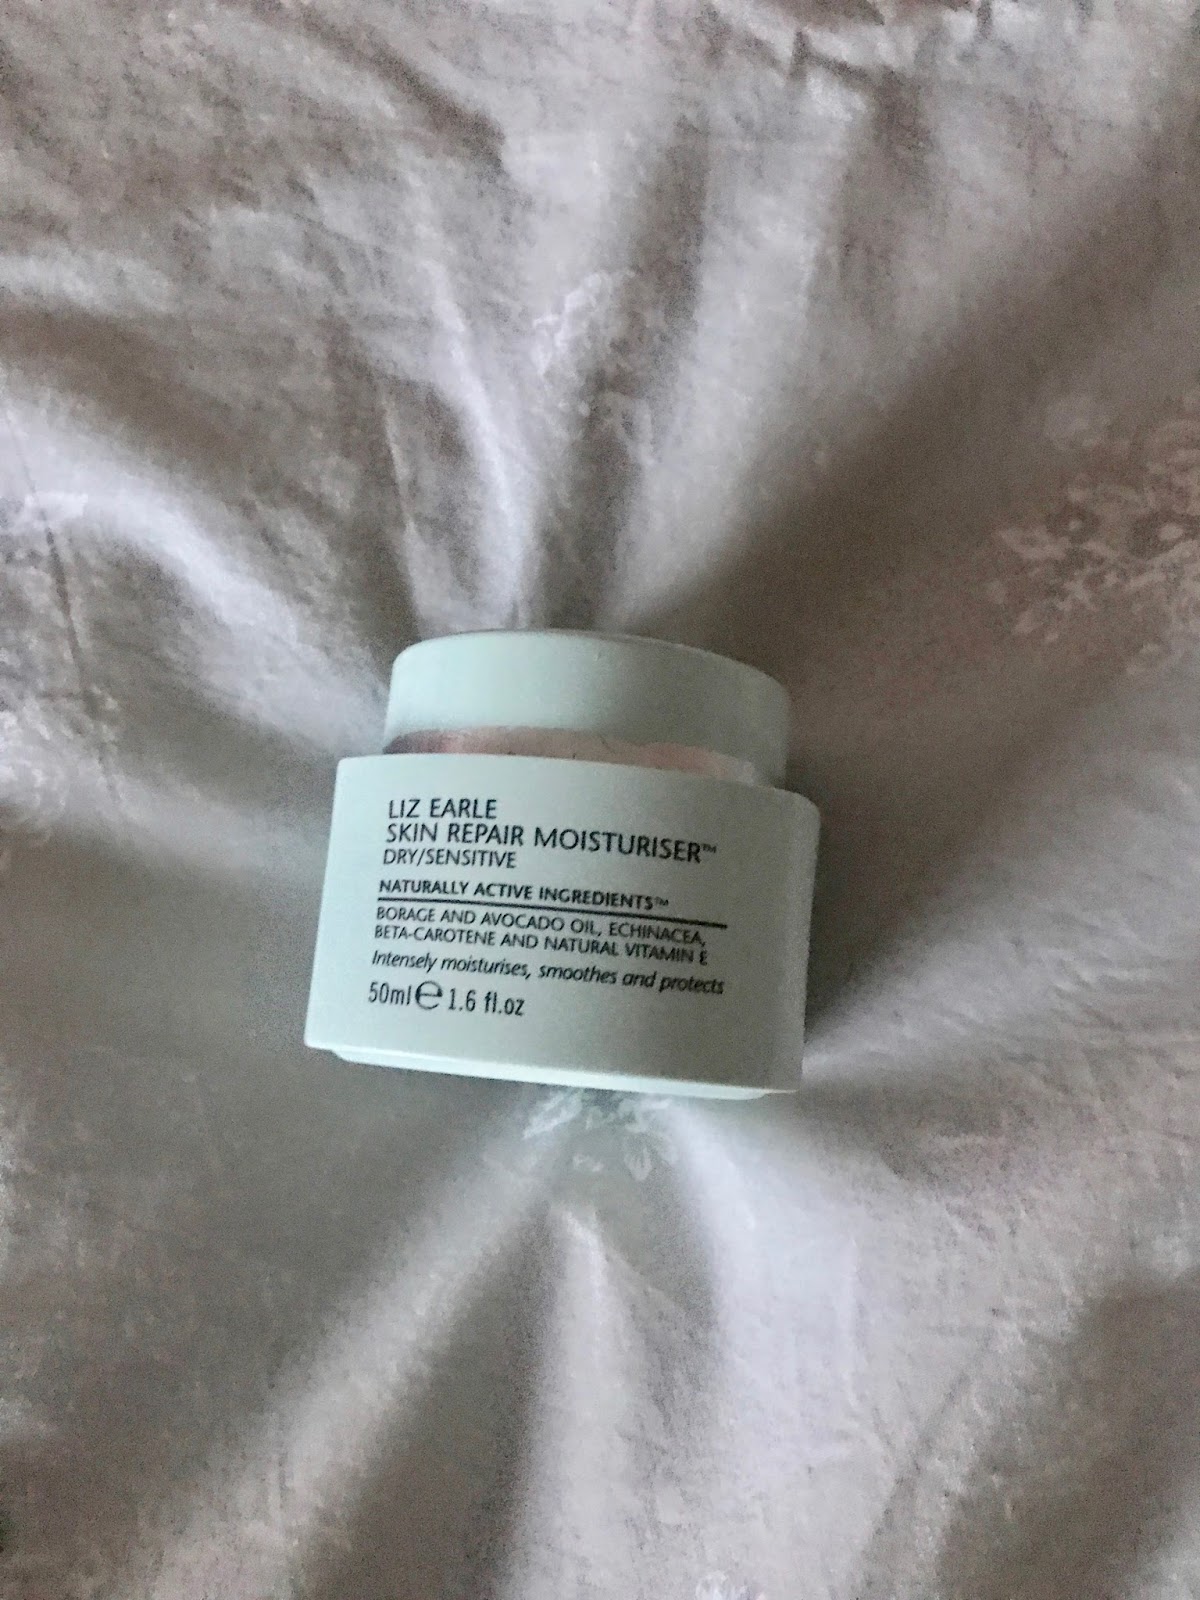 LIZ EARLE
SKIN REPAIR MOISTURISER™
DRY/SENSITIVE
NATURALLY ACTIVE INGREDIENTS™
BORAGE AND AVOCADO OIL, ECHINACEA,
BETA-CAROTENE AND NATURAL VITAMIN E
Intensely moisturises, smoothes and protects
50ml ℮ 1.6 fl.oz